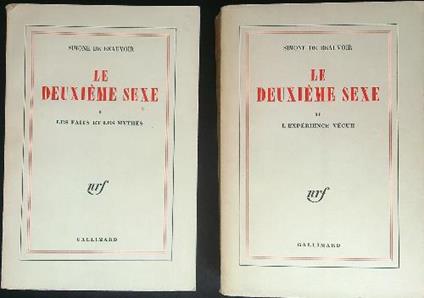 SIMONE DE BEAUVOIR
LE
DEUXIÈME SEXE
I
LES FAITS ET LES MYTHES
nrf
GALLIMARD
SIMONE DE BEAUVOIR
LE
DEUXIÈME SEXE
II
L'EXPÉRIENCE VÉCUE
nrf
GALLIMARD